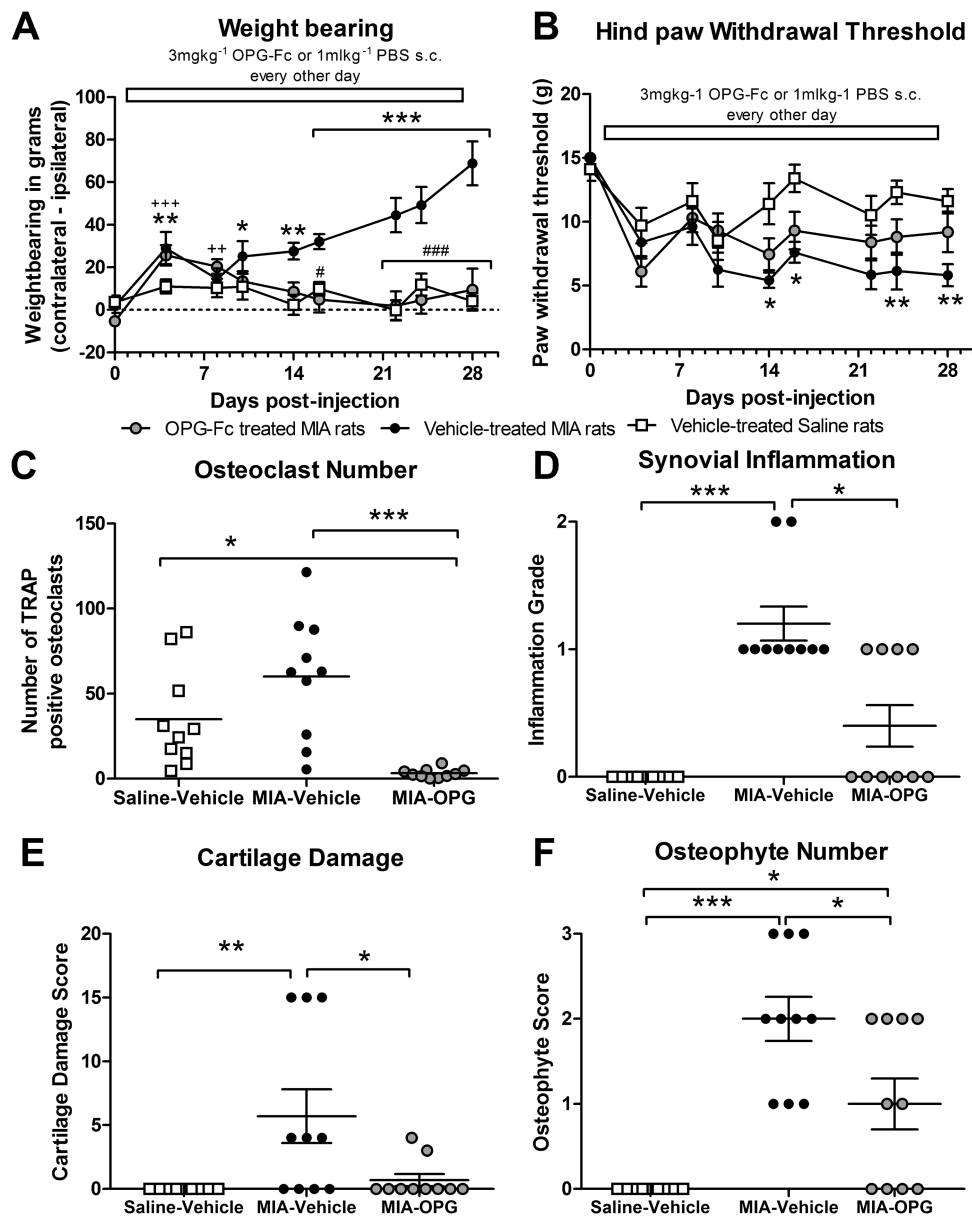 A
Weight bearing
3mgkg-1 OPG-Fc or 1mlkg-1 PBS s.c.
every other day
Weightbearing in grams
(contralateral - ipsilateral)
100
80
60
40
20
0
-20
***
+++
**
++
*
**
#
###
0
7
14
21
28
Days post-injection
B
Hind paw Withdrawal Threshold
3mgkg-1 OPG-Fc or 1mlkg-1 PBS s.c.
every other day
Paw withdrawal threshold (g)
20
15
10
5
0
*
*
**
**
0
7
14
21
28
Days post-injection
OPG-Fc treated MIA rats
Vehicle-treated MIA rats
Vehicle-treated Saline rats
C
Osteoclast Number
Number of TRAP
positive osteoclasts
150
100
50
0
***
*
Saline-Vehicle
MIA-Vehicle
MIA-OPG
D
Synovial Inflammation
Inflammation Grade
2
1
0
***
*
Saline-Vehicle
MIA-Vehicle
MIA-OPG
E
Cartilage Damage
Cartilage Damage Score
20
15
10
5
0
**
*
Saline-Vehicle
MIA-Vehicle
MIA-OPG
F
Osteophyte Number
Osteophyte Score
3
2
1
0
*
***
*
Saline-Vehicle
MIA-Vehicle
MIA-OPG